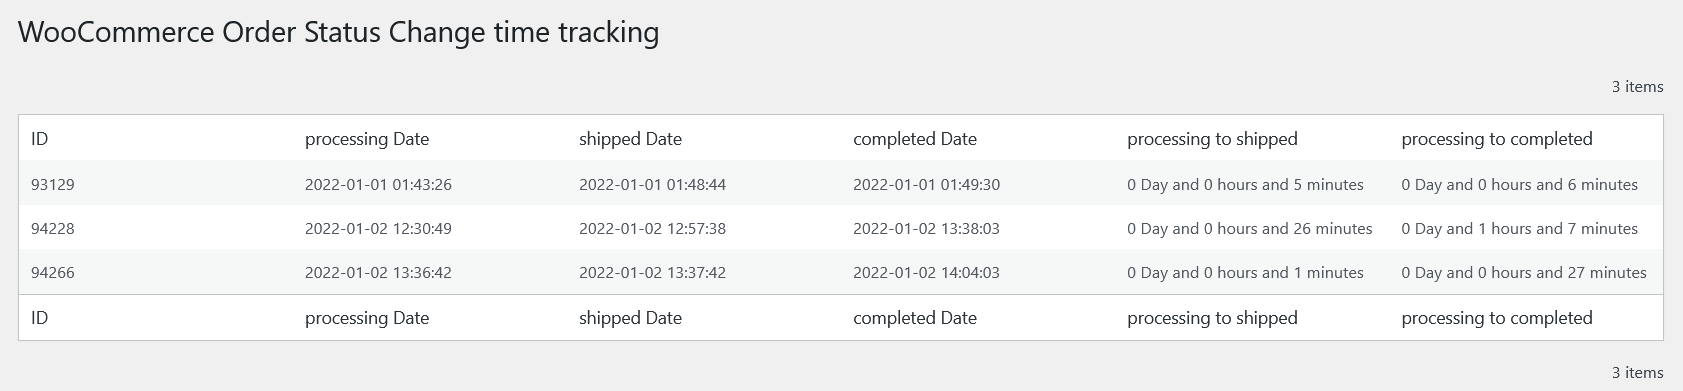 WooCommerce Order Status Change time tracking
3 items
ID processing Date shipped Date completed Date processing to shipped processing to completed
93129 2022-01-01 01:43:26 2022-01-01 01:48:44 2022-01-01 01:49:30 0 Day and 0 hours and 5 minutes 0 Day and 0 hours and 6 minutes
94228 2022-01-02 12:30:49 2022-01-02 12:57:38 2022-01-02 13:38:03 0 Day and 0 hours and 26 minutes 0 Day and 1 hours and 7 minutes
94266 2022-01-02 13:36:42 2022-01-02 13:37:42 2022-01-02 14:04:03 0 Day and 0 hours and 1 minutes 0 Day and 0 hours and 27 minutes
ID processing Date shipped Date completed Date processing to shipped processing to completed
3 items